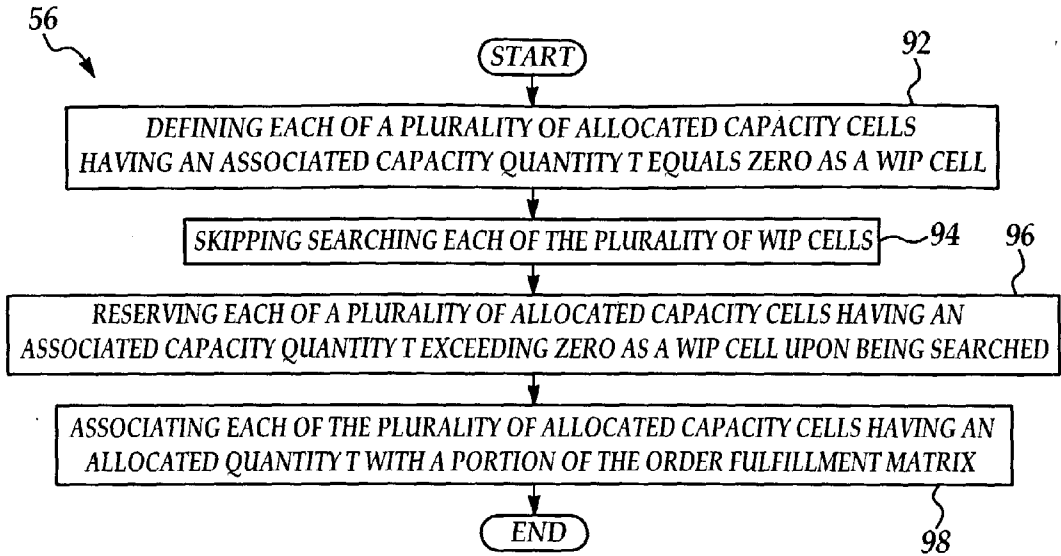 56
START
92
DEFINING EACH OF A PLURALITY OF ALLOCATED CAPACITY CELLS
HAVING AN ASSOCIATED CAPACITY QUANTITY T EQUALS ZERO AS A WIP CELL
SKIPPING SEARCHING EACH OF THE PLURALITY OF WIP CELLS
94
96
RESERVING EACH OF A PLURALITY OF ALLOCATED CAPACITY CELLS HAVING AN
ASSOCIATED CAPACITY QUANTITY T EXCEEDING ZERO AS A WIP CELL UPON BEING SEARCHED
ASSOCIATING EACH OF THE PLURALITY OF ALLOCATED CAPACITY CELLS HAVING AN
ALLOCATED QUANTITY T WITH A PORTION OF THE ORDER FULFILLMENT MATRIX
END
98